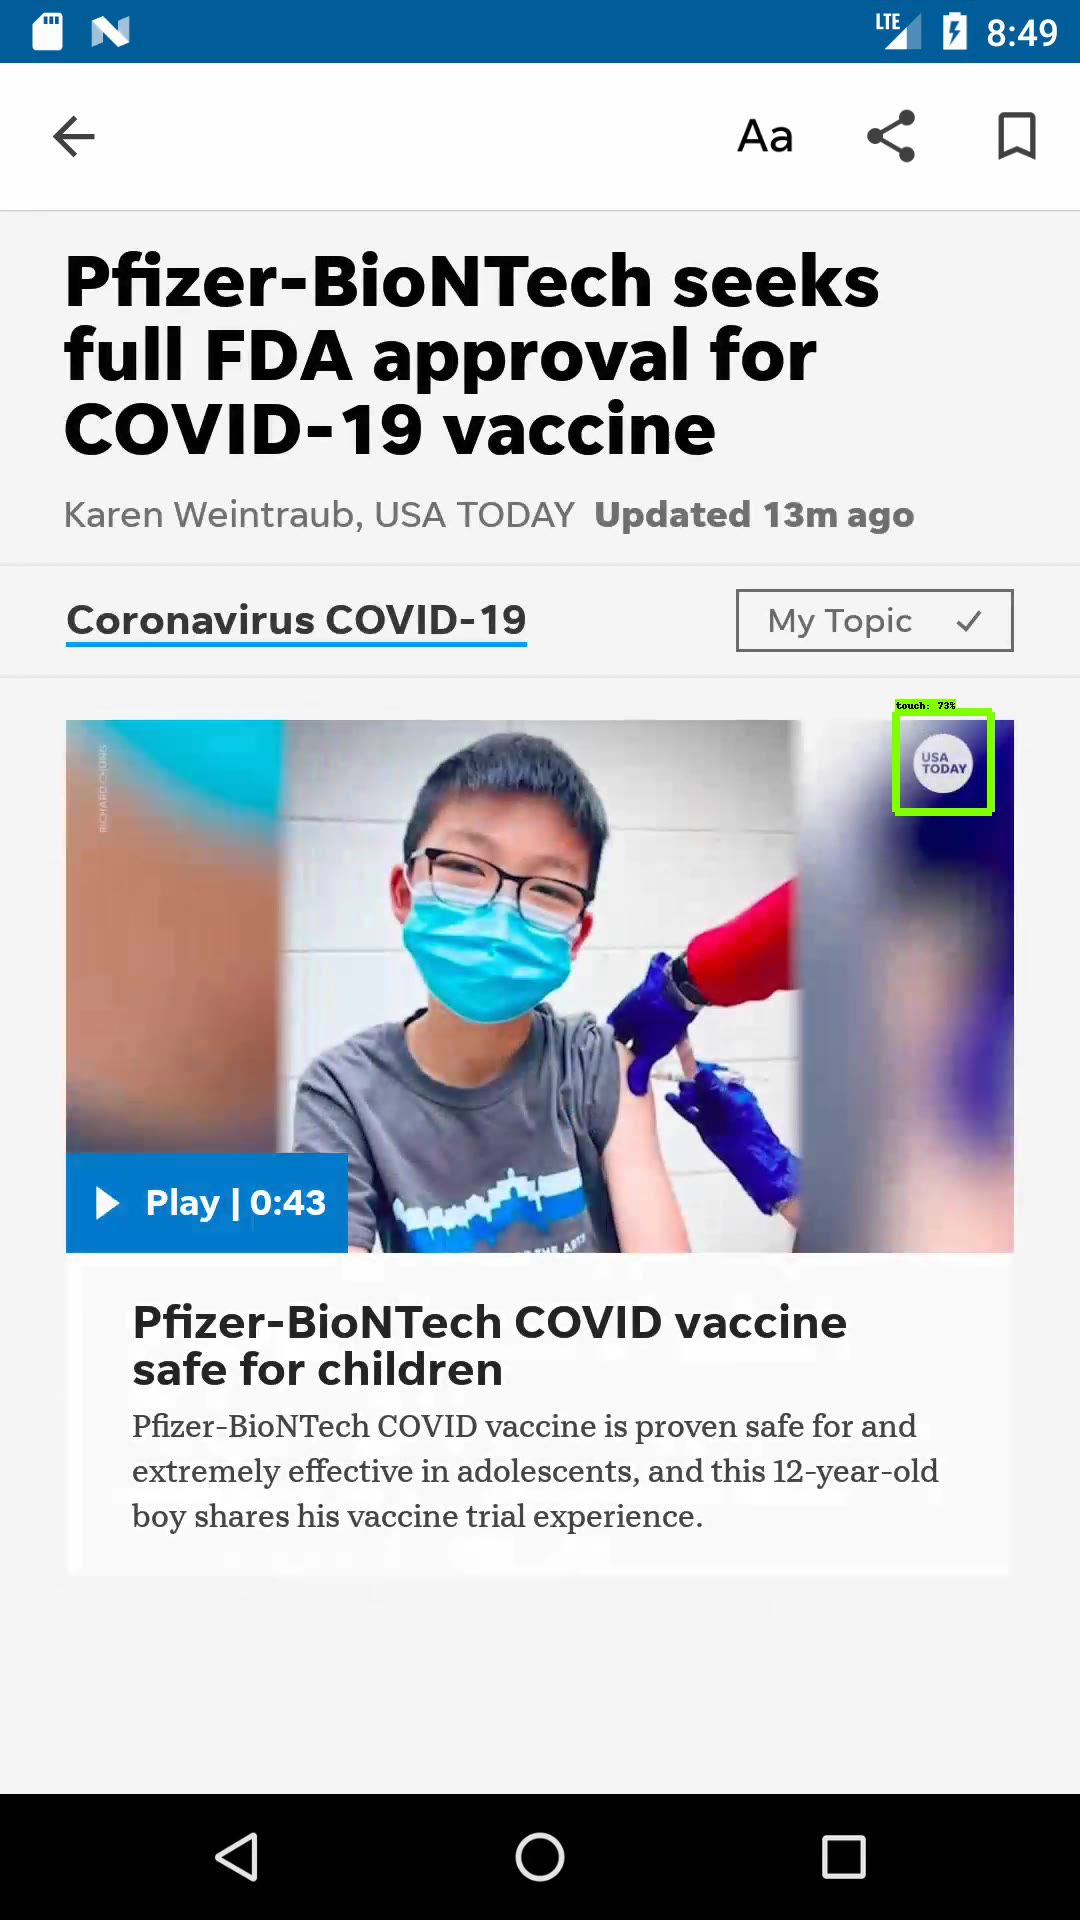 LTE 8:49
Aa
Pfizer-BioNTech seeks
full FDA approval for
COVID-19 vaccine
Karen Weintraub, USA TODAY Updated 13m ago
Coronavirus COVID-19
My Topic
touch: 73%
USA
TODAY
RICHARD CHUNG
Play | 0:43
THE ARTS
Pfizer-BioNTech COVID vaccine
safe for children
Pfizer-BioNTech COVID vaccine is proven safe for and
extremely effective in adolescents, and this 12-year-old
boy shares his vaccine trial experience.